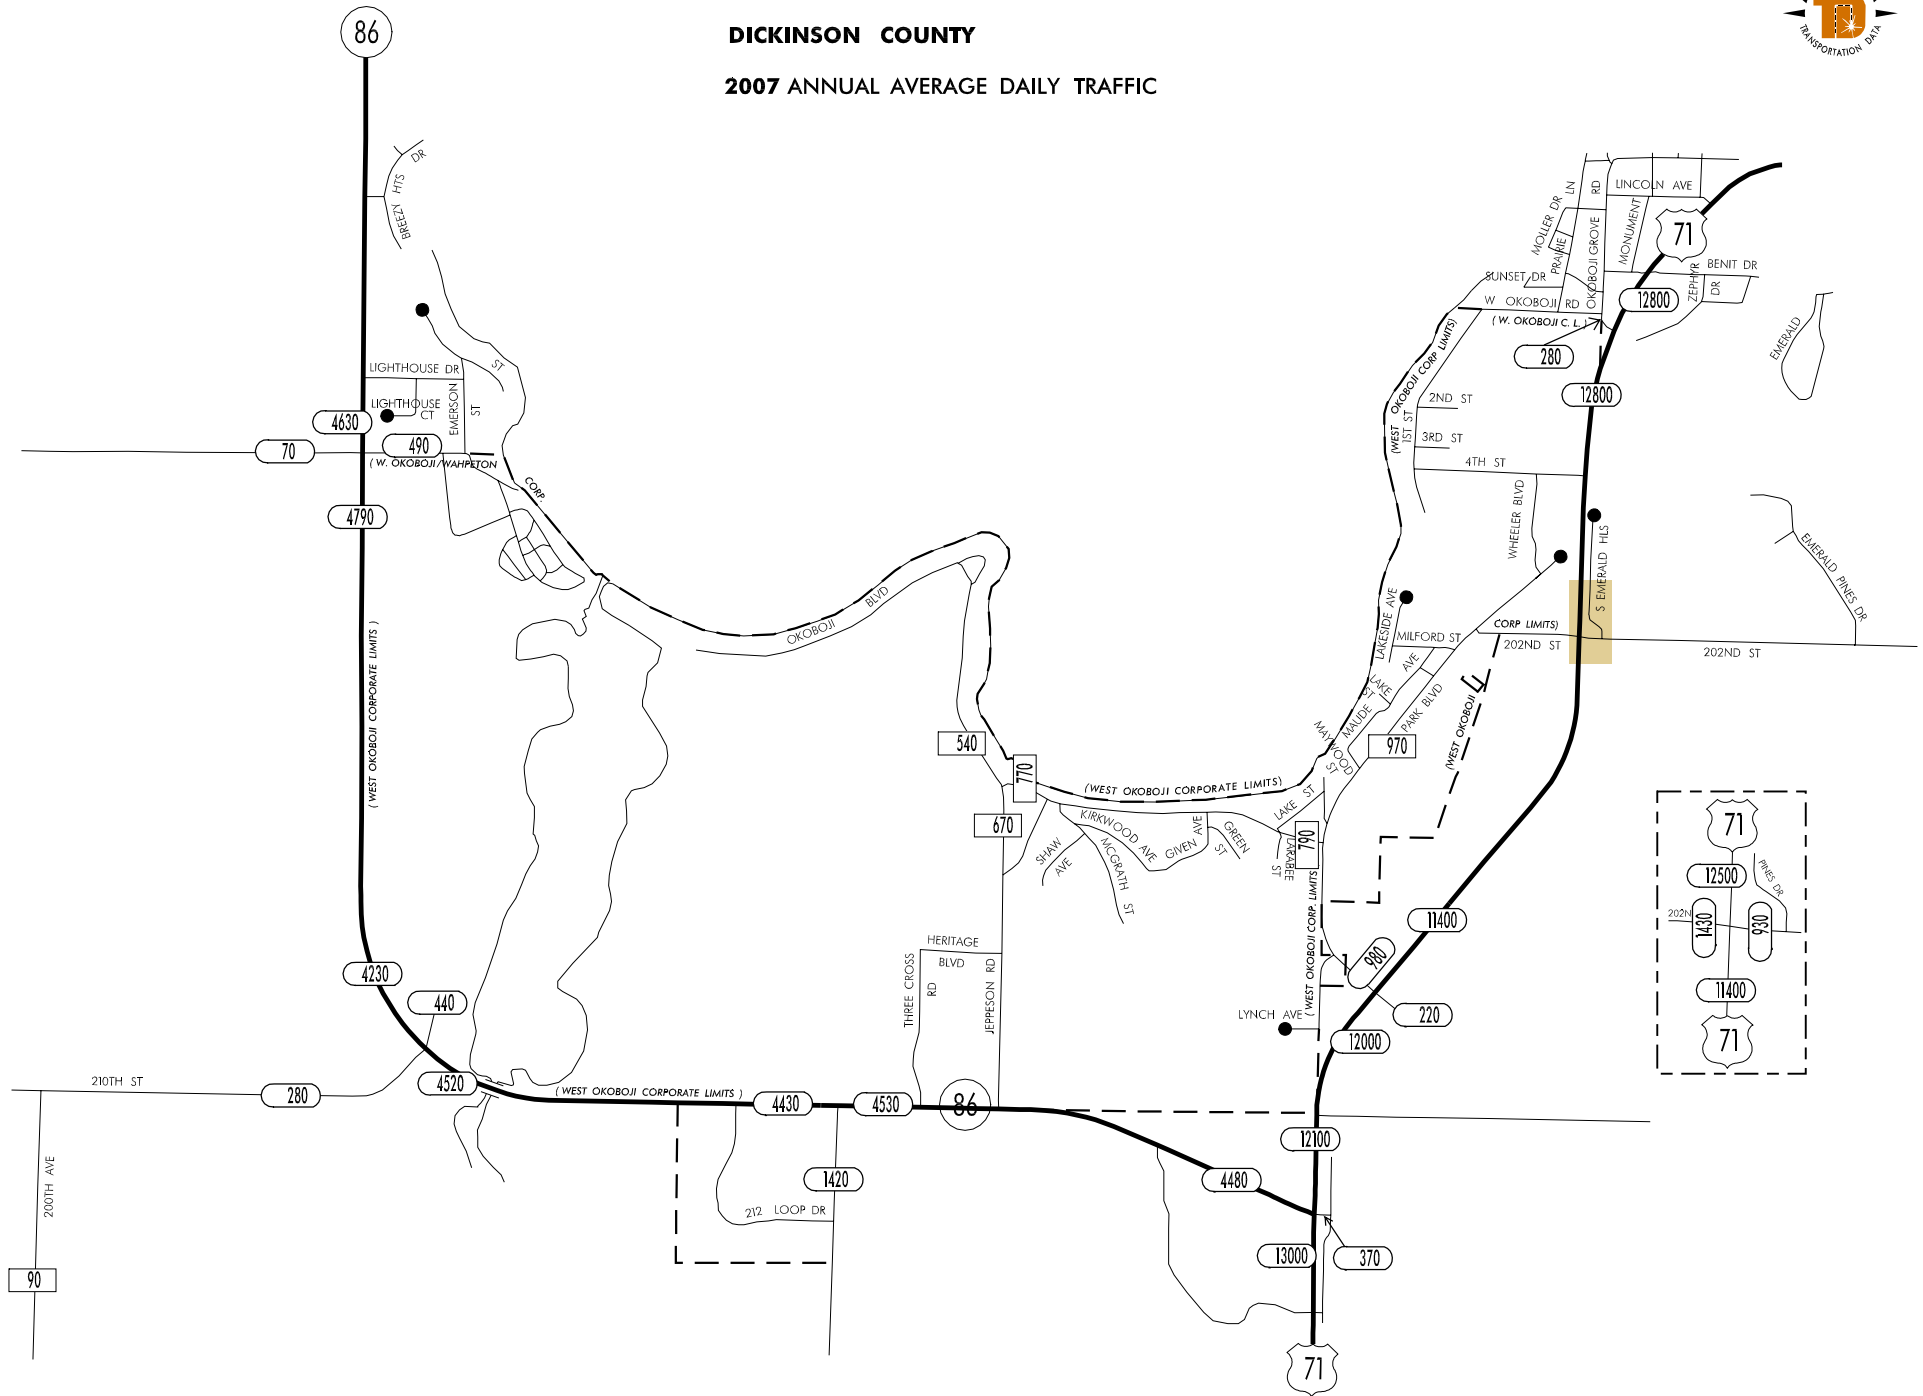 86
DICKINSON COUNTY
2007 ANNUAL AVERAGE DAILY TRAFFIC
TD
TRANSPORTATION DATA
BREEZY HTS DR
ST
LIGHTHOUSE DR
LIGHTHOUSE CT
EMERSON ST
4630
70
490
( W. OKOBOJI/WAHPETON
CORP.
4790
( WEST OKOBOJI CORPORATE LIMITS )
OKOBOJI BLVD
MOLLER DR
LN
PRAIRIE
RD
OKOBOJI GROVE
LINCOLN AVE
MONUMENT
71
SUNSET DR
BENIT DR
ZEPHYR DR
W OKOBOJI RD
12800
( W. OKOBOJI C. L. )
280
EMERALD
12800
(WEST OKOBOJI CORP LIMITS)
1ST ST
2ND ST
3RD ST
4TH ST
WHEELER BLVD
S EMERALD HLS
EMERALD PINES DR
LAKESIDE AVE
MILFORD ST
CORP LIMITS)
202ND ST
202ND ST
(WEST OKOBOJI
LAKE ST
MAUDE AVE
PARK BLVD
MAYWOOD ST
970
540
770
(WEST OKOBOJI CORPORATE LIMITS)
670
LAKE ST
790
KIRKWOOD AVE
GIVEN AVE
GREEN ST
LARABEE ST
SHAW AVE
MCGRATH ST
71
12500
PINES DR
202N
1430
930
11400
71
11400
( WEST OKOBOJI CORP. LIMITS
980
220
LYNCH AVE
12000
HERITAGE BLVD
THREE CROSS RD
JEPPESON RD
4230
440
210TH ST
280
4520
( WEST OKOBOJI CORPORATE LIMITS )
4430
4530
86
12100
200TH AVE
1420
212 LOOP DR
4480
13000
370
90
71